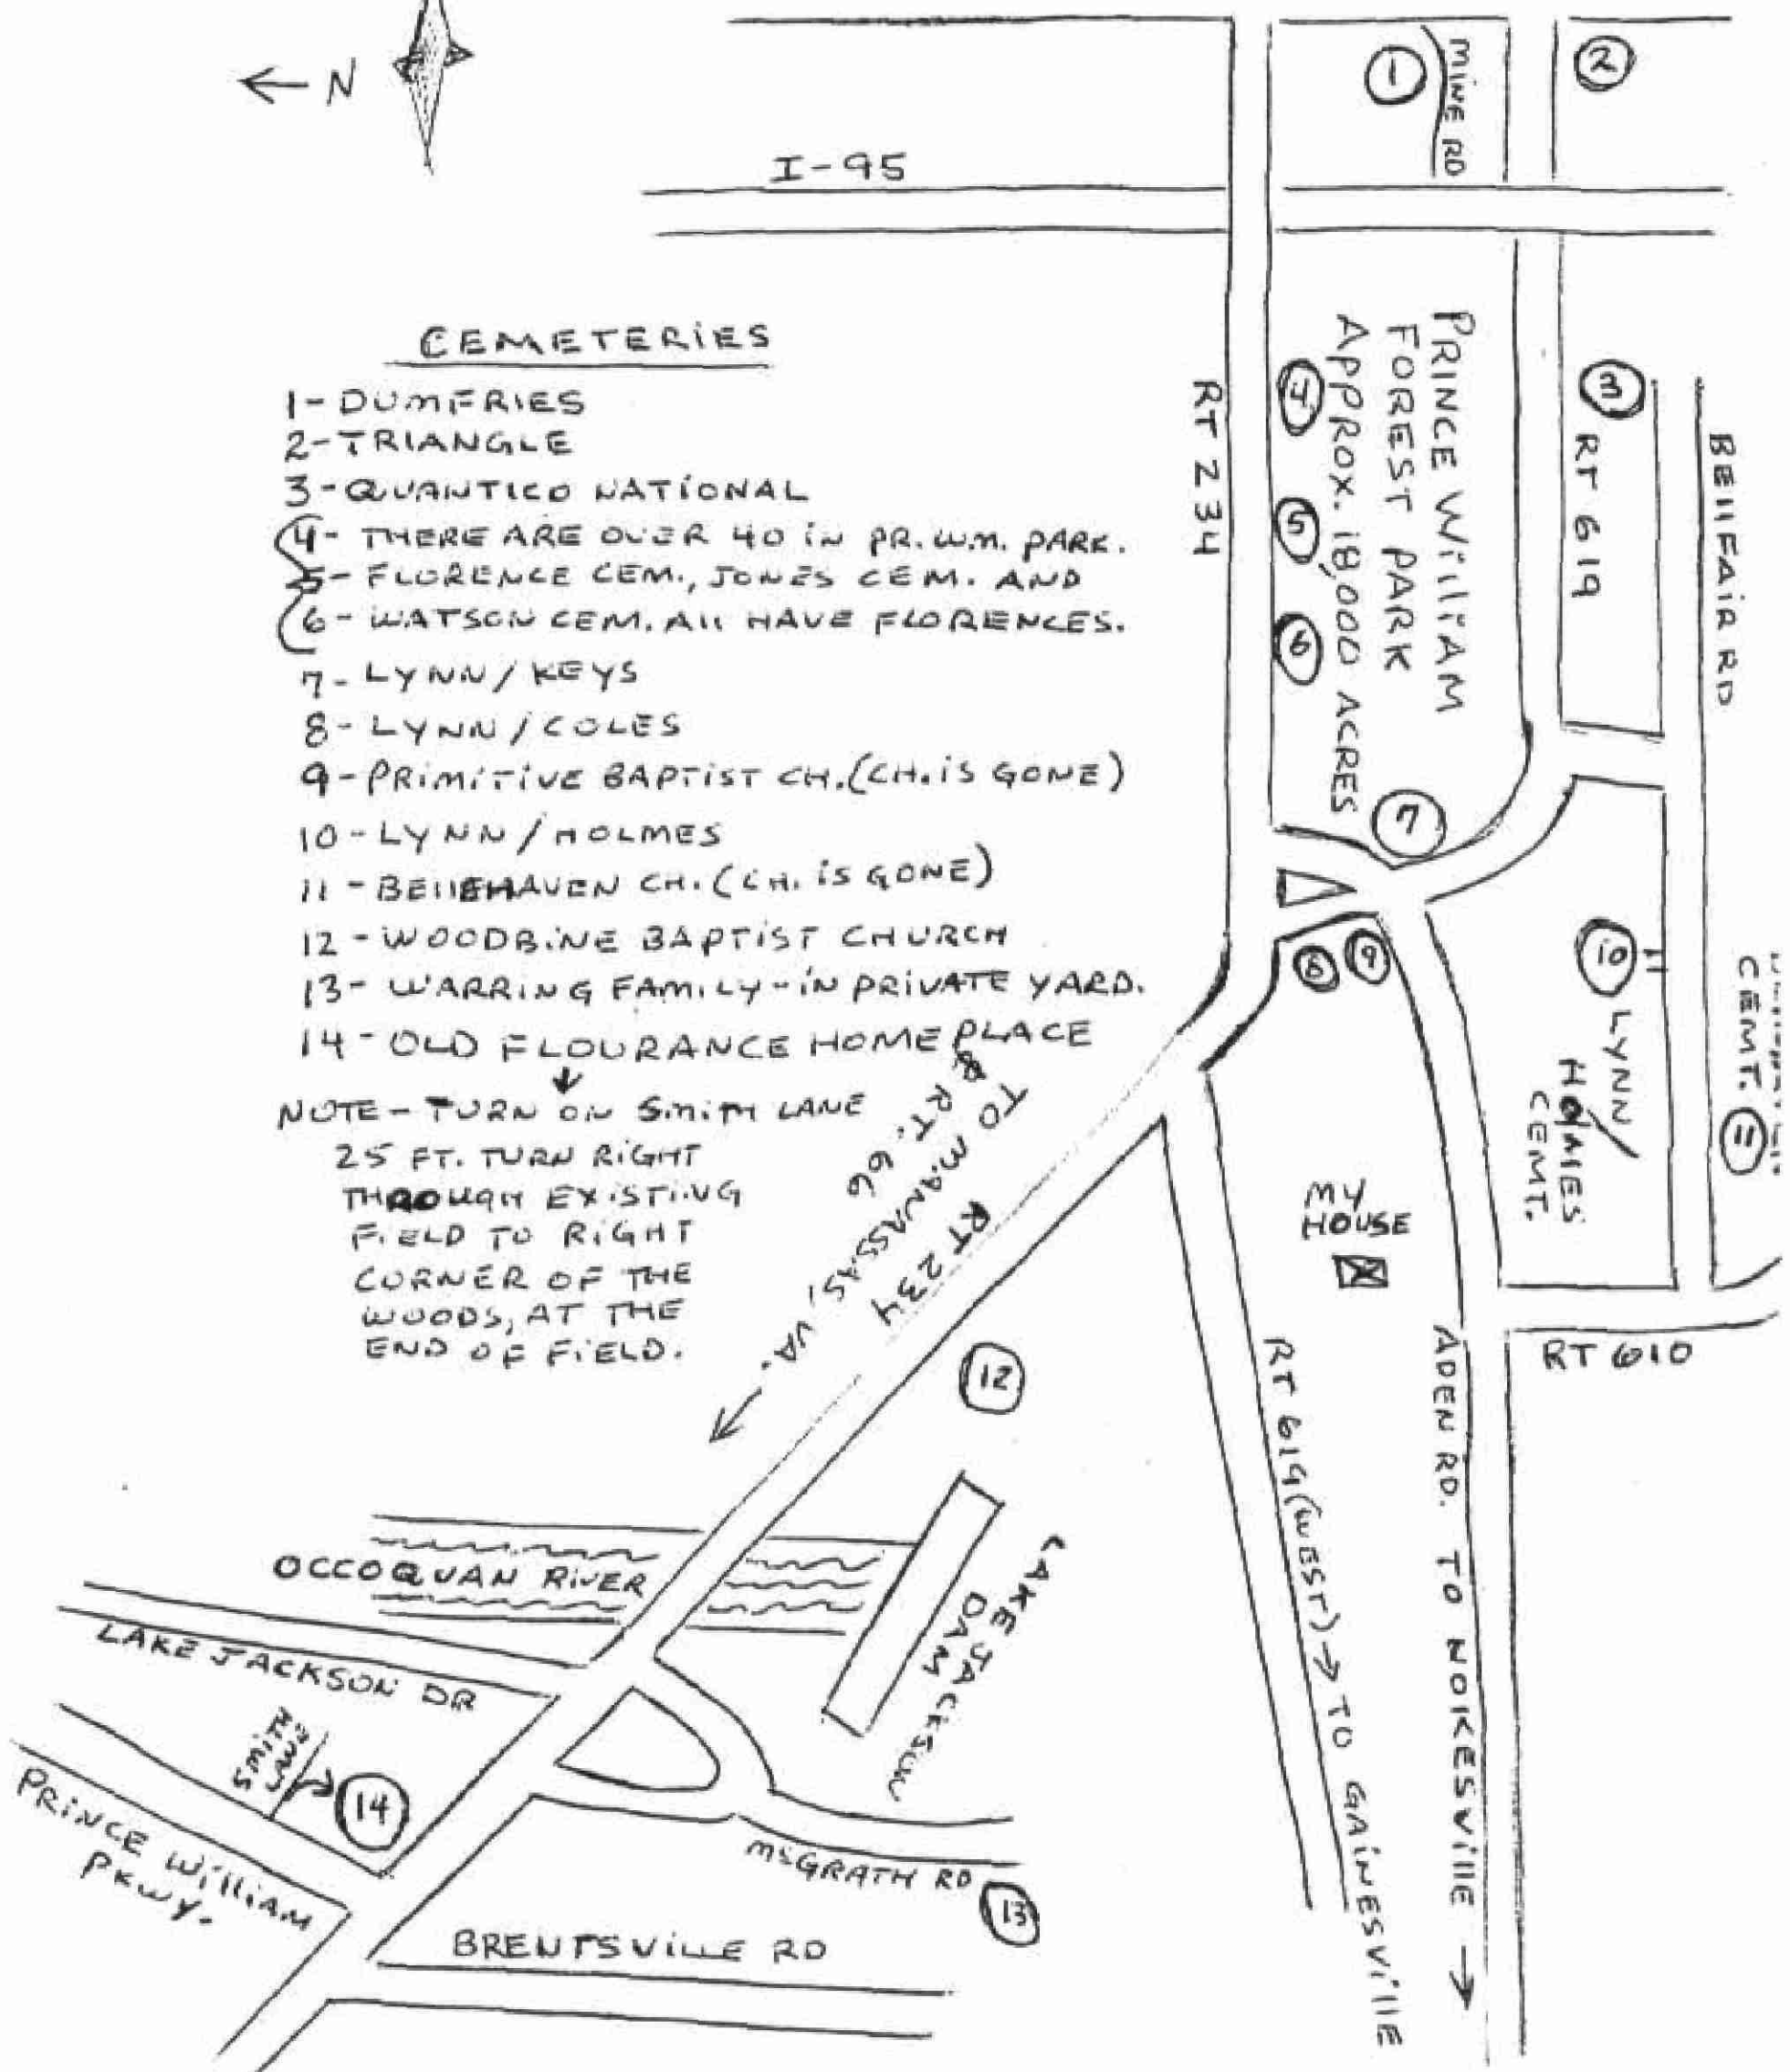 ← N
I-95
1
MINE RD
2
CEMETERIES
1- DUMFRIES
2- TRIANGLE
3- QUANTICO NATIONAL
4- THERE ARE OVER 40 IN PR. W.M. PARK.
5- FLORENCE CEM., JONES CEM. AND
6- WATSON CEM. All HAVE FLORENCES.
7- LYNN/KEYS
8- LYNN/COLES
9- PRIMITIVE BAPTIST CH. (CH. IS GONE)
10- LYNN/HOLMES
11- BEllEHAVEN CH. (CH. IS GONE)
12- WOODBINE BAPTIST CHURCH
13- WARRING FAMILY-IN PRIVATE YARD.
14- OLD FLOURANCE HOME PLACE
↓
NOTE- TURN ON SMITH LANE
25 FT. TURN RIGHT
THROUGH EXISTING
FIELD TO RIGHT
CORNER OF THE
WOODS, AT THE
END OF FIELD.
RT 234
PRINCE WilliAM
FOREST PARK
APPROX. 18,000 ACRES
4
5
6
3
RT 619
BEllFAIR RD
7
8
9
10
LYNN/
HOLMES
CEMT.
CEMT.
11
MY
HOUSE
RT 610
TO MANASSAS, VA.
& RT. 66
RT 234
12
RT 619 (WEST) → TO GAINESVIllE
ADEN RD. TO NOKESVIllE →
OCCOQUAN RIVER
LAKE JACKSON
DAM
LAKE JACKSON DR
SMITH
LANE
14
PRINCE WilliAM
PKWY.
McGRATH RD
13
BRENTSVILLE RD